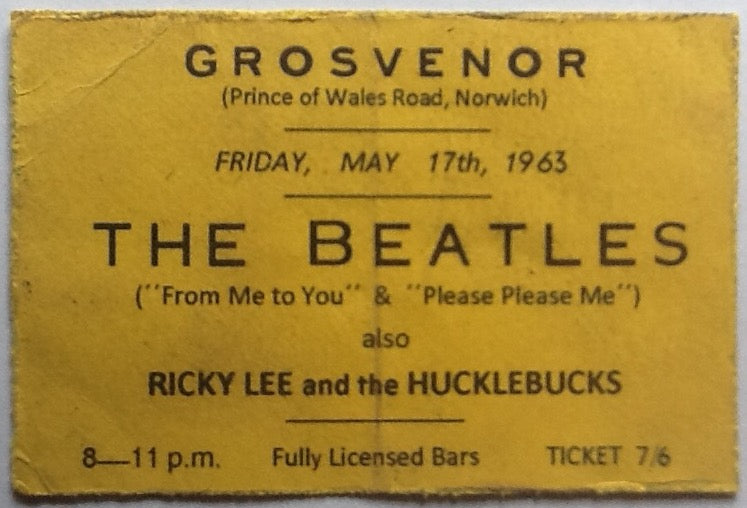 GROSVENOR
(Prince of Wales Road, Norwich)
FRIDAY, MAY 17th, 1963
THE BEATLES
("From Me to You" & "Please Please Me")
also
RICKY LEE and the HUCKLEBUCKS
8—11 p.m. Fully Licensed Bars TICKET 7/6